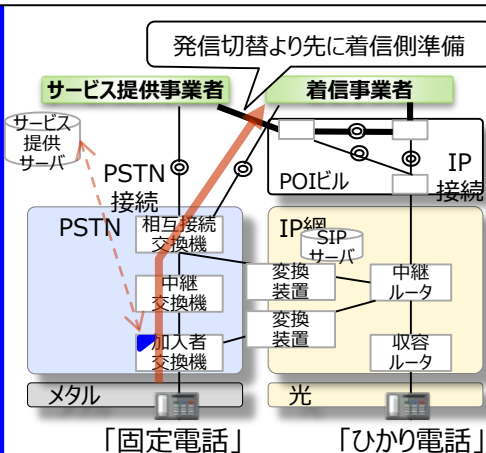 発信切替より先に着信側準備
サービス提供事業者
着信事業者
サービス
提供
サーバ
PSTN
接続
POIビル
IP
接続
PSTN
相互接続
交換機
IP網
SIP
サーバ
中継
交換機
変換
装置
中継
ルータ
加入者
交換機
変換
装置
収容
ルータ
メタル
光
「固定電話」
「ひかり電話」